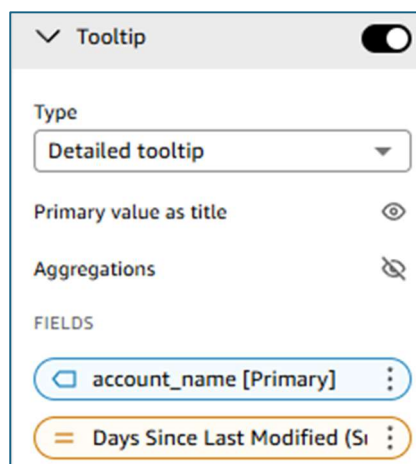 Tooltip
Type
Detailed tooltip
Primary value as title
Aggregations
FIELDS
account_name [Primary]
Days Since Last Modified